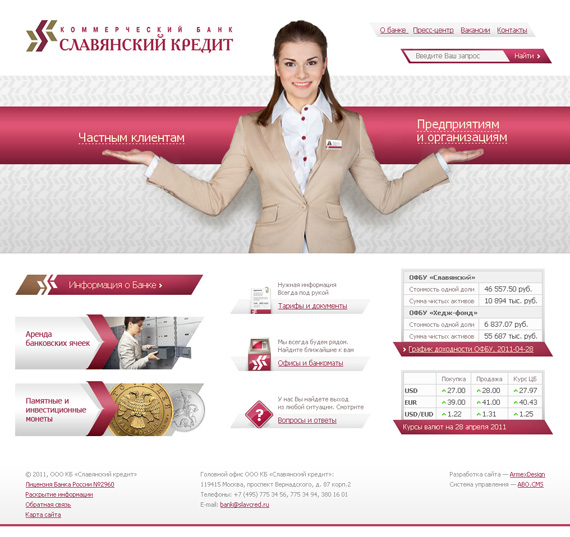 КОММЕРЧЕСКИЙ БАНК
СЛАВЯНСКИЙ КРЕДИТ
О банке Пресс-центр Вакансии Контакты
Введите Ваш запрос Найти
Частным клиентам
Предприятиям
и организациям
Информация о Банке
Аренда
банковских ячеек
Памятные и
инвестиционные
монеты
Нужная информация
Всегда под рукой
Тарифы и документы
Мы всегда будем рядом.
Найдите ближайшие к вам
Офисы и банкоматы
У нас Вы найдете выход
из любой ситуации. Смотрите
Вопросы и ответы
ОФБУ «Славянский»
Стоимость одной доли 46 557.50 руб.
Сумма чистых активов 10 894 тыс. руб.
ОФБУ «Хедж-фонд»
Стоимость одной доли 6 837.07 руб.
Сумма чистых активов 55 687 тыс. руб.
График доходности ОФБУ, 2011-04-28
Покупка Продажа Курс ЦБ
USD 27.00 28.00 27.97
EUR 39.00 41.00 40.43
USD/EUD 1.22 1.31 1.25
Курсы валют на 28 апреля 2011
© 2011, ООО КБ «Славянский кредит»
Лицензия Банка России №2960
Раскрытие информации
Обратная связь
Карта сайта
Головной офис ООО КБ «Славянский кредит»:
119415 Москва, проспект Вернадского, д. 87 корп.2
Телефоны: +7 (495) 775 34 56, 775 34 94, 380 16 01
E-mail: bank@slavcred.ru
Разработка сайта — ArmexDesign
Система управления — ABO.CMS